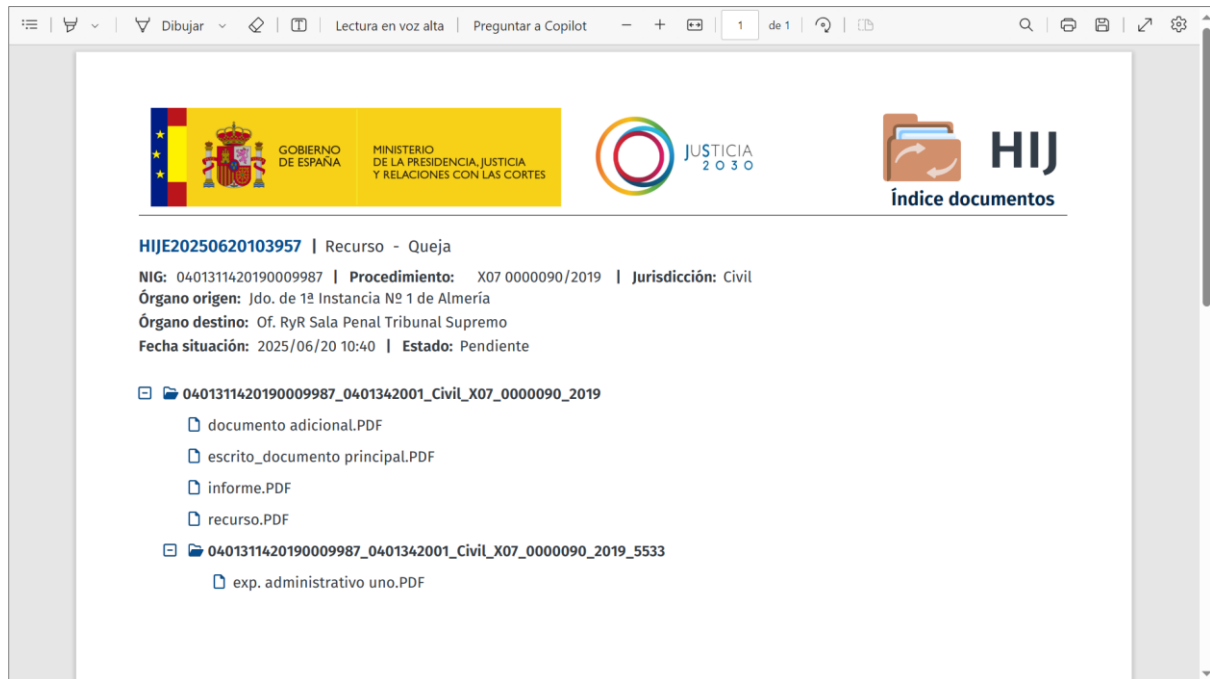 Dibujar Lectura en voz alta Preguntar a Copilot 1 de 1
GOBIERNO
DE ESPAÑA
MINISTERIO
DE LA PRESIDENCIA, JUSTICIA
Y RELACIONES CON LAS CORTES
JUSTICIA
2030
HIJ
Índice documentos
HIJE20250620103957 | Recurso - Queja
NIG: 0401311420190009987 | Procedimiento: X07 0000090/2019 | Jurisdicción: Civil
Órgano origen: Jdo. de 1ª Instancia Nº 1 de Almería
Órgano destino: Of. RyR Sala Penal Tribunal Supremo
Fecha situación: 2025/06/20 10:40 | Estado: Pendiente
0401311420190009987_0401342001_Civil_X07_0000090_2019
documento adicional.PDF
escrito_documento principal.PDF
informe.PDF
recurso.PDF
0401311420190009987_0401342001_Civil_X07_0000090_2019_5533
exp. administrativo uno.PDF